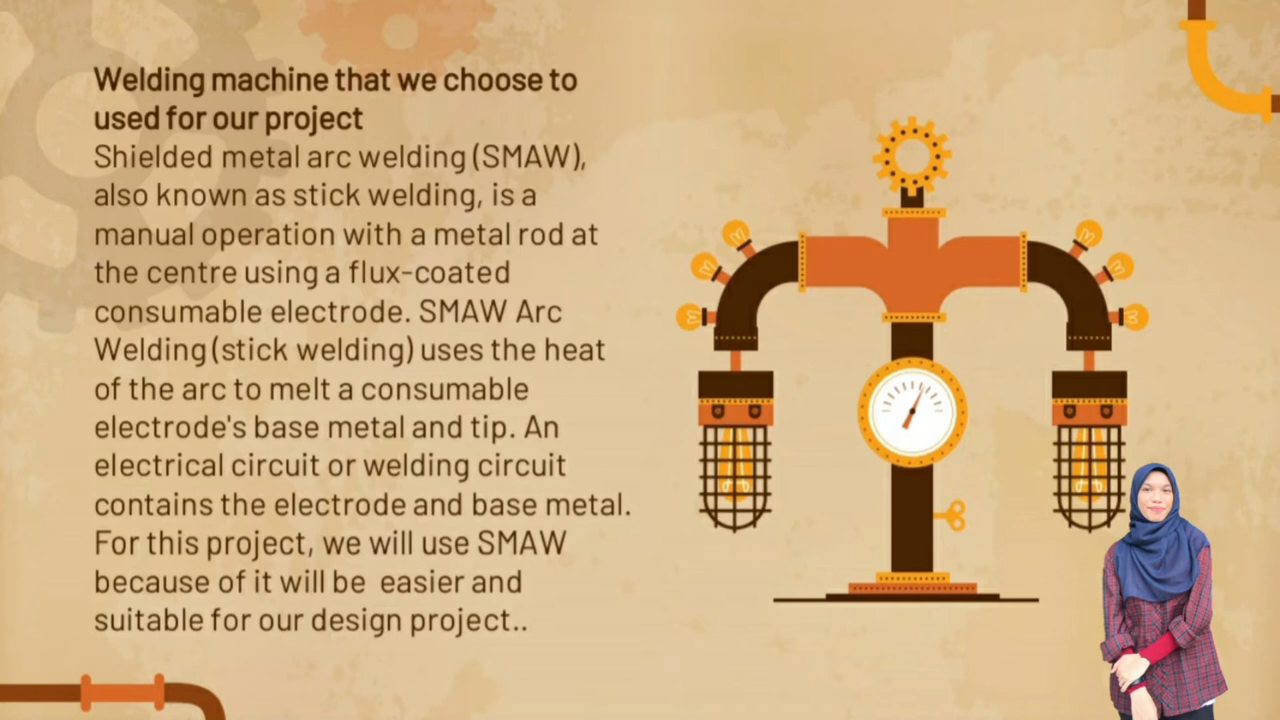 Welding machine that we choose to
used for our project
Shielded metal arc welding (SMAW),
also known as stick welding, is a
manual operation with a metal rod at
the centre using a flux-coated
consumable electrode. SMAW Arc
Welding (stick welding) uses the heat
of the arc to melt a consumable
electrode's base metal and tip. An
electrical circuit or welding circuit
contains the electrode and base metal.
For this project, we will use SMAW
because of it will be  easier and
suitable for our design project..